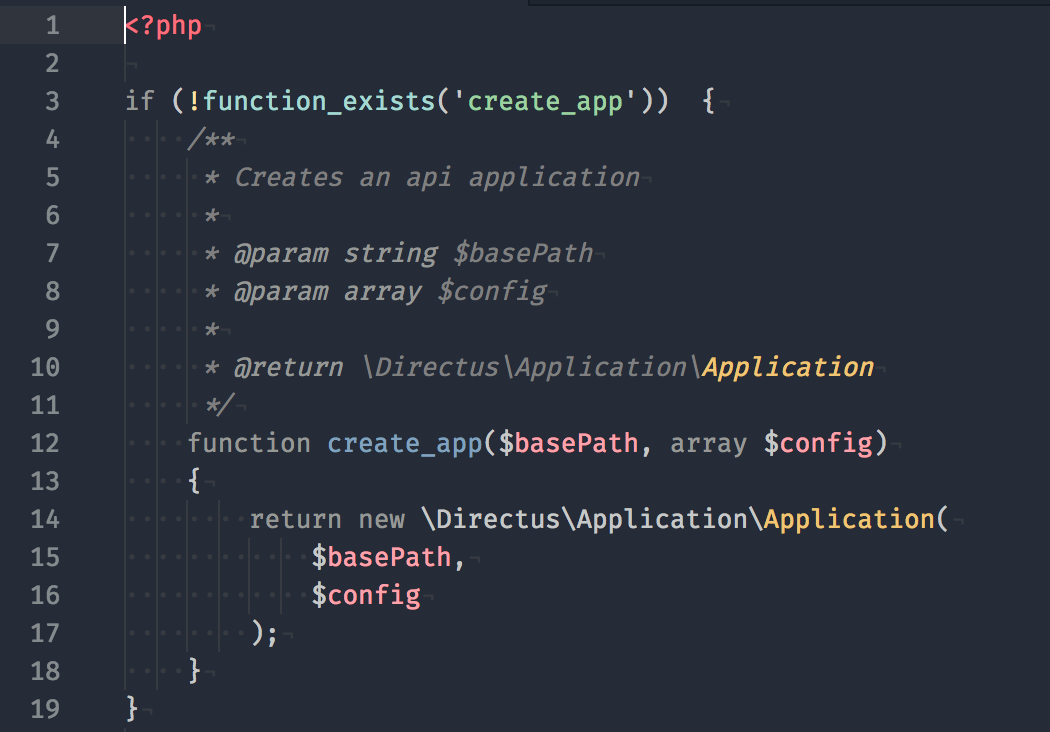 1 <?php
2
3 if (!function_exists('create_app'))  {
4     /**
5      * Creates an api application
6      *
7      * @param string $basePath
8      * @param array $config
9      *
10      * @return \Directus\Application\Application
11      */
12     function create_app($basePath, array $config)
13     {
14         return new \Directus\Application\Application(
15             $basePath,
16             $config
17         );
18     }
19 }